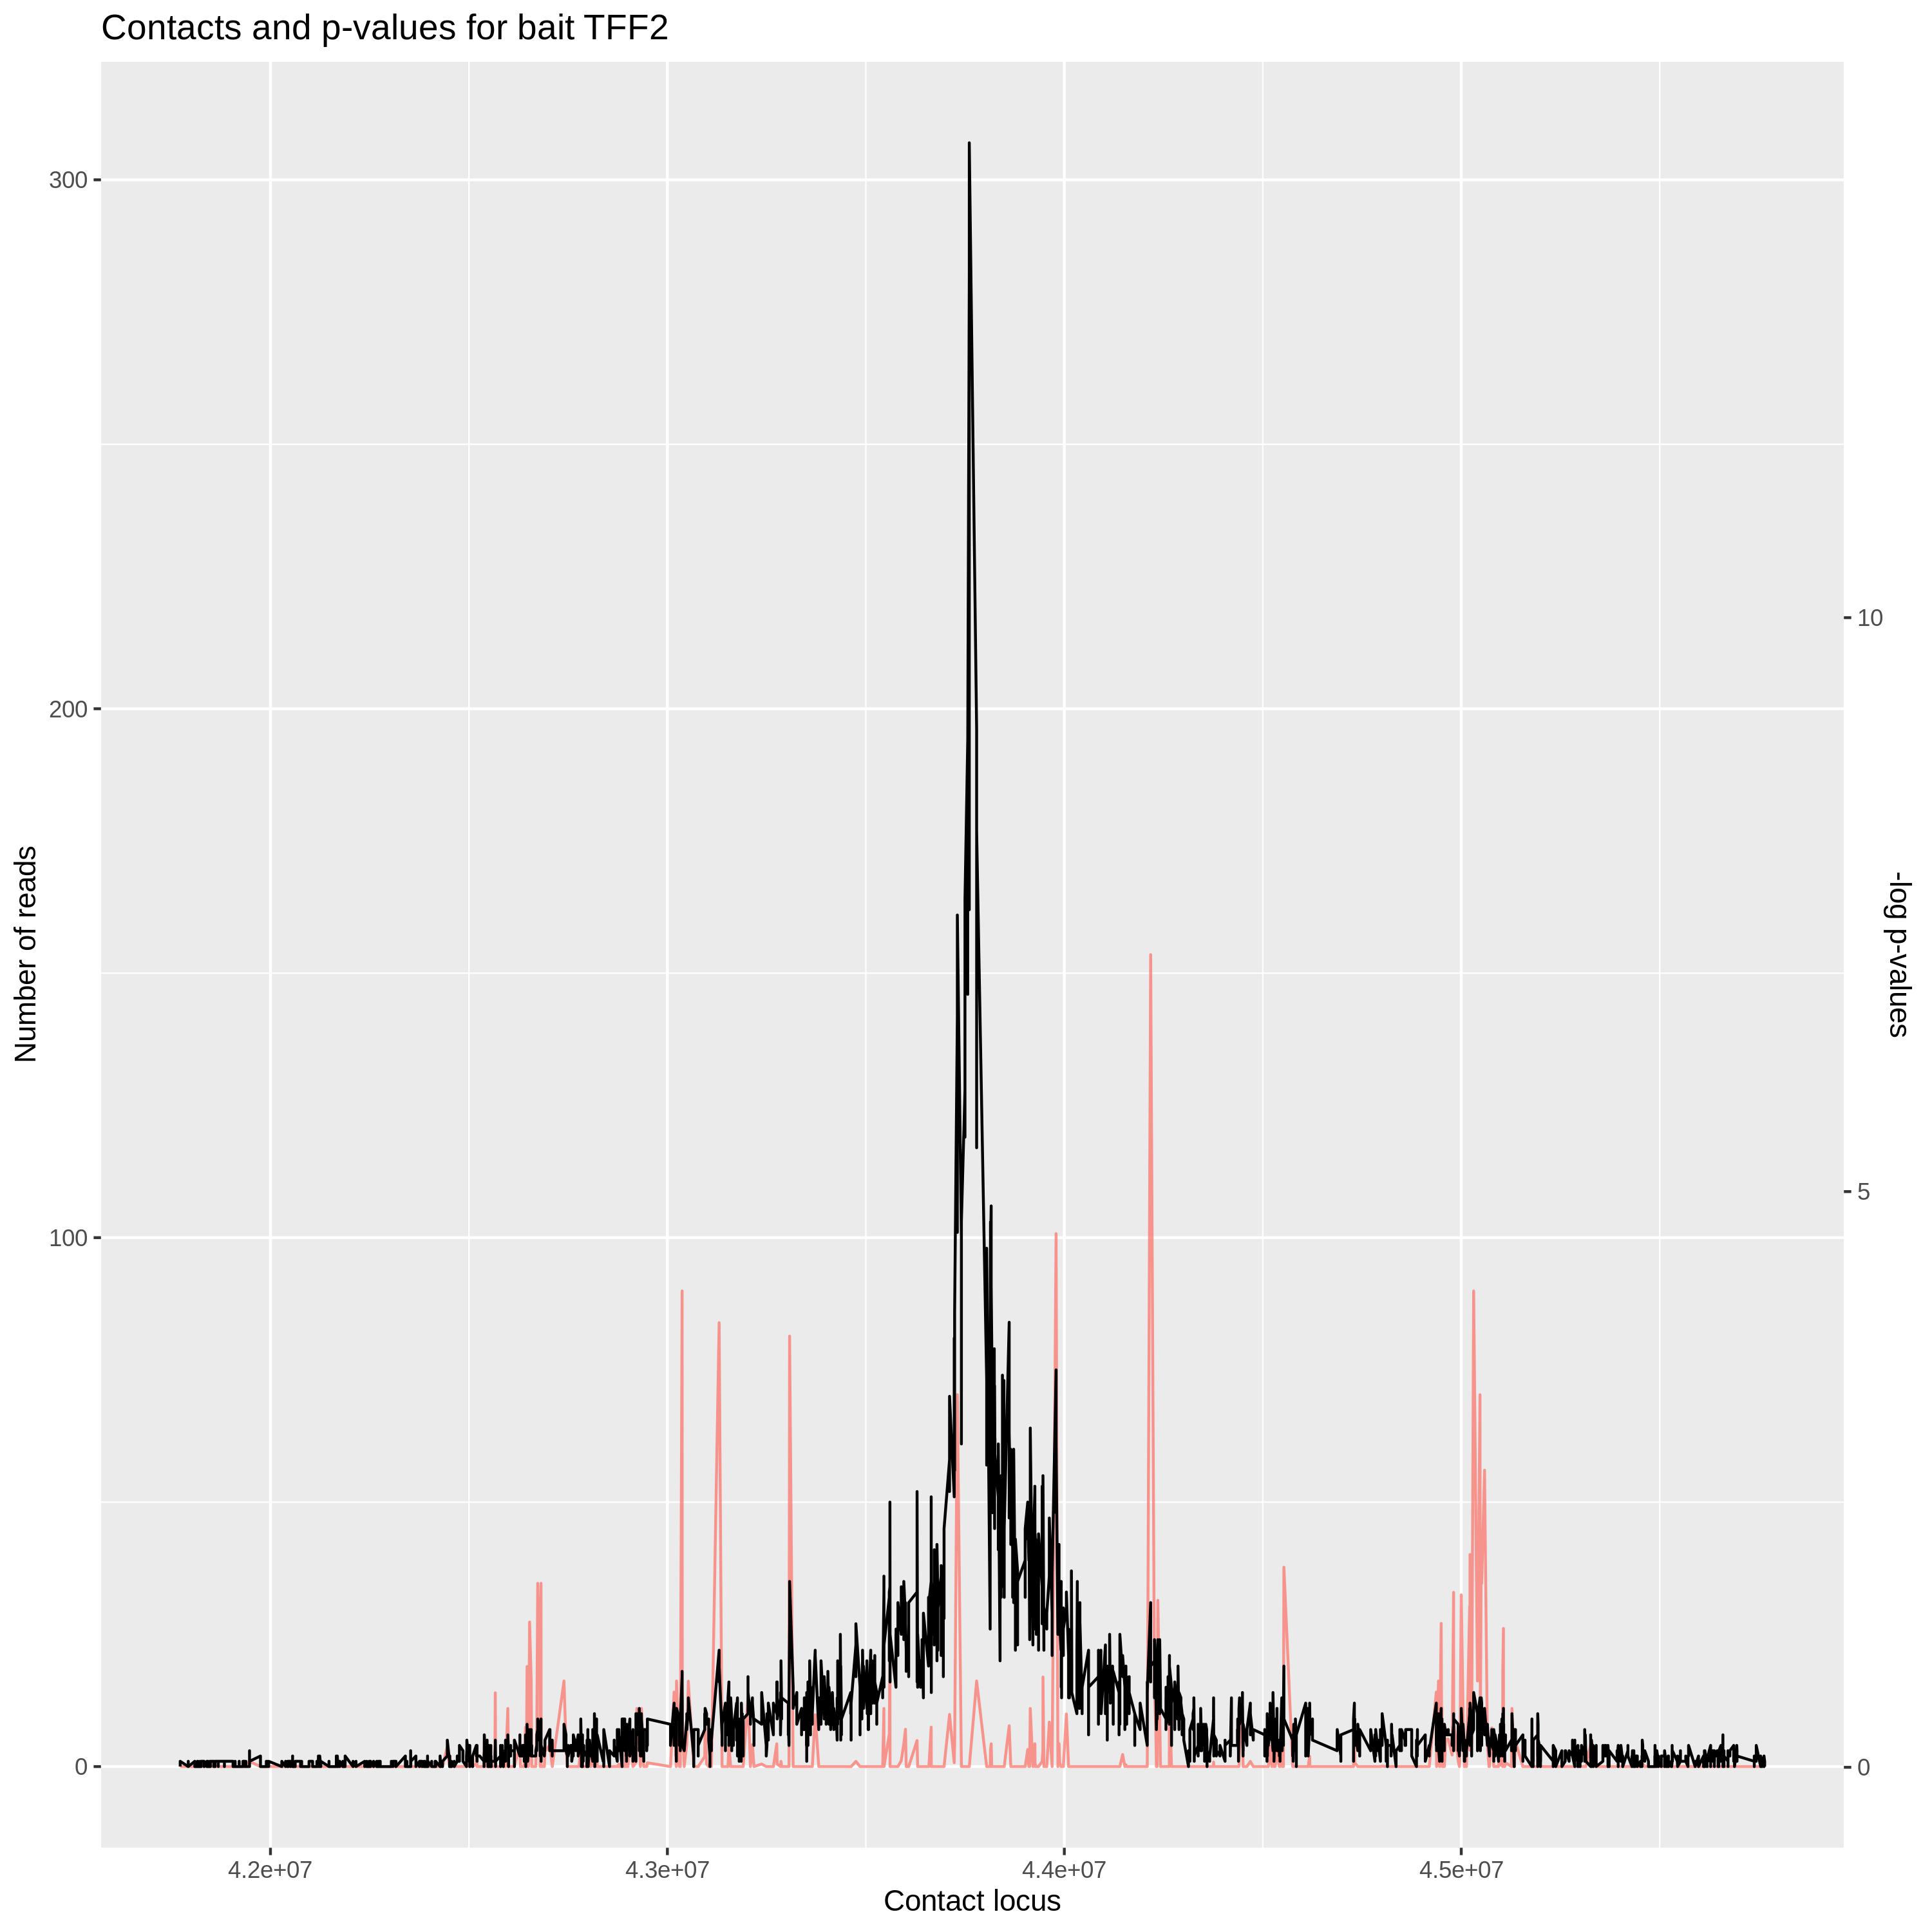 Contacts and p-values for bait TFF2
300
200
100
0
Number of reads
10
5
0
-log p-values
4.2e+07
4.3e+07
4.4e+07
4.5e+07
Contact locus